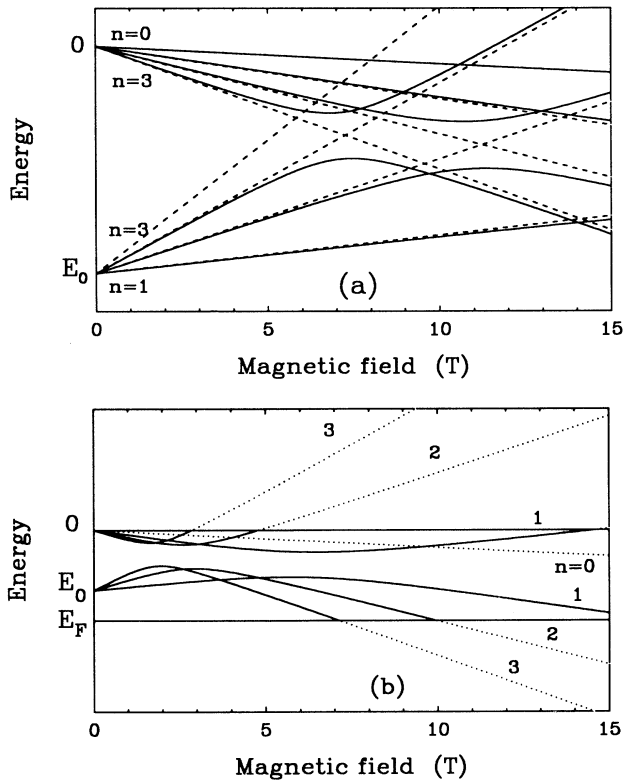 n=0
0
n=3
Energy
n=3
E₀
n=1
(a)
0 5 10 15
Magnetic field (T)
3
2
0
1
Energy
n=0
E₀
1
E_F
2
3
(b)
0 5 10 15
Magnetic field (T)